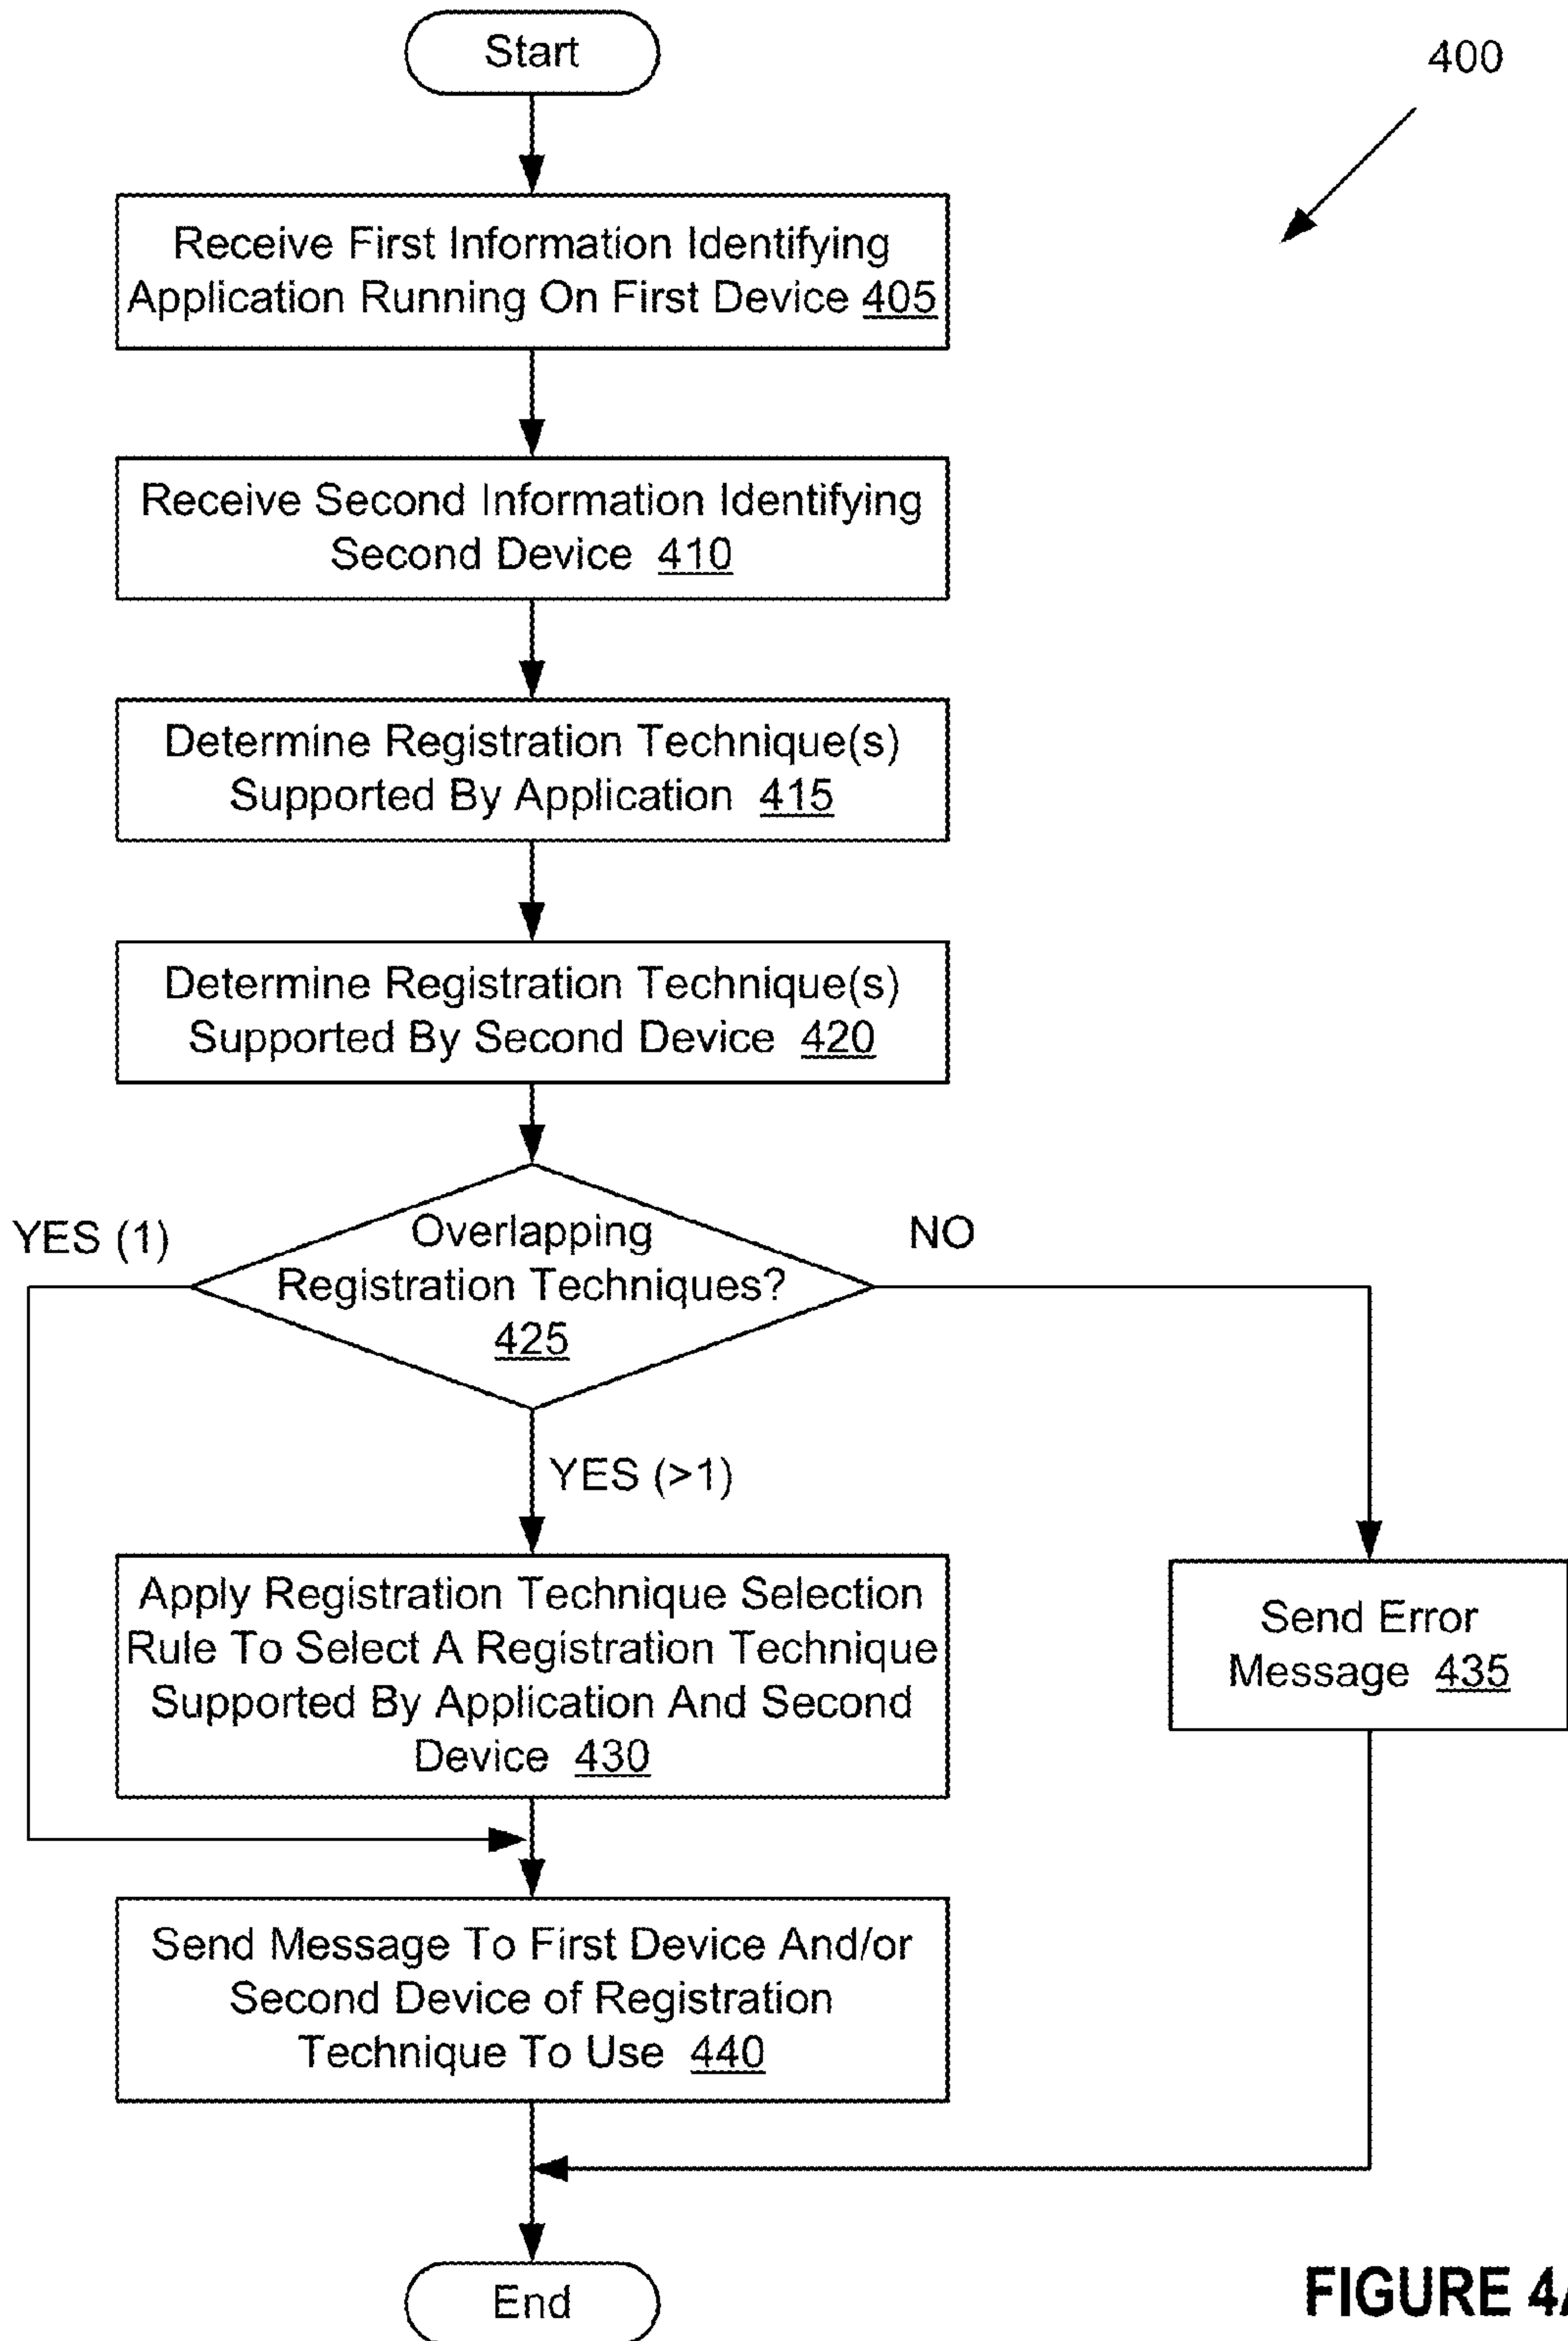 Start
400
Receive First Information Identifying
Application Running On First Device 405
Receive Second Information Identifying
Second Device 410
Determine Registration Technique(s)
Supported By Application 415
Determine Registration Technique(s)
Supported By Second Device 420
YES (1)
Overlapping
Registration Techniques?
425
NO
YES (>1)
Apply Registration Technique Selection
Rule To Select A Registration Technique
Supported By Application And Second
Device 430
Send Error
Message 435
Send Message To First Device And/or
Second Device of Registration
Technique To Use 440
End
FIGURE 4A